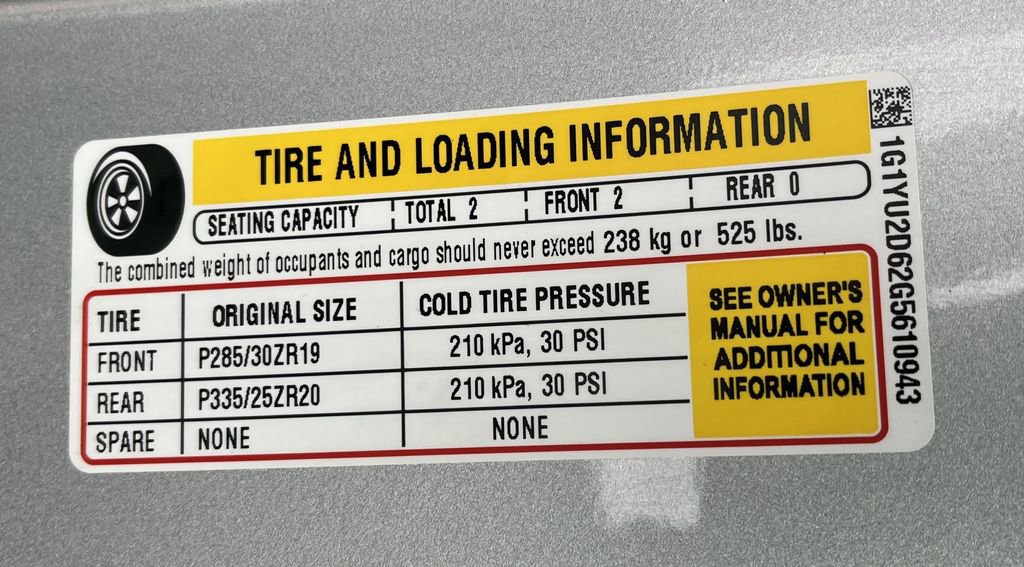 TIRE AND LOADING INFORMATION
SEATING CAPACITY TOTAL 2 FRONT 2 REAR 0
The combined weight of occupants and cargo should never exceed 238 kg or 525 lbs.
TIRE ORIGINAL SIZE COLD TIRE PRESSURE
FRONT P285/30ZR19 210 kPa, 30 PSI
REAR P335/25ZR20 210 kPa, 30 PSI
SPARE NONE NONE
SEE OWNER'S
MANUAL FOR
ADDITIONAL
INFORMATION
1G1YU2D62G5610943